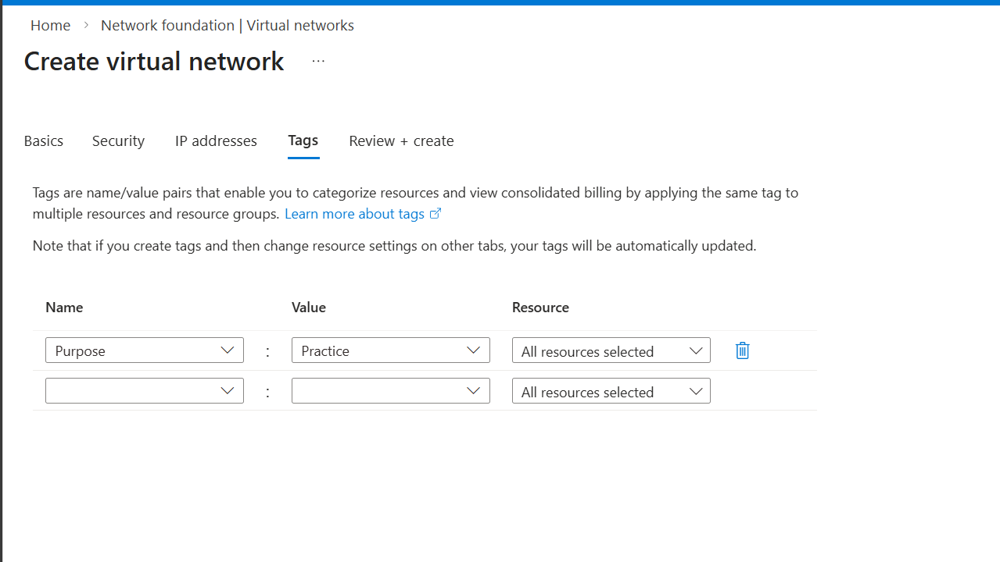 Home > Network foundation | Virtual networks
Create virtual network ...
Basics Security IP addresses Tags Review + create
Tags are name/value pairs that enable you to categorize resources and view consolidated billing by applying the same tag to
multiple resources and resource groups. Learn more about tags
Note that if you create tags and then change resource settings on other tabs, your tags will be automatically updated.
Name Value Resource
Purpose : Practice All resources selected
: All resources selected